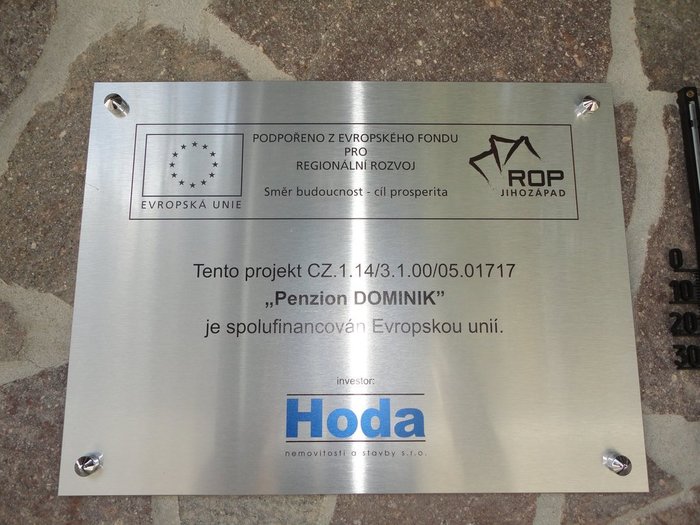 PODPOŘENO Z EVROPSKÉHO FONDU
PRO
REGIONÁLNÍ ROZVOJ
Směr budoucnost - cíl prosperita
EVROPSKÁ UNIE
ROP
JIHOZÁPAD
Tento projekt CZ.1.14/3.1.00/05.01717
„Penzion DOMINIK”
je spolufinancován Evropskou unií.
investor:
Hoda
nemovitosti a stavby s.r.o.
0
10
20
30